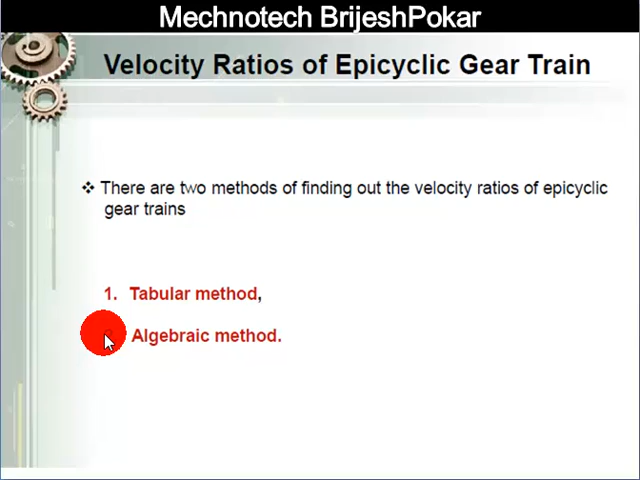 Mechnotech BrijeshPokar
Velocity Ratios of Epicyclic Gear Train
❖ There are two methods of finding out the velocity ratios of epicyclic
gear trains
1. Tabular method,
Algebraic method.